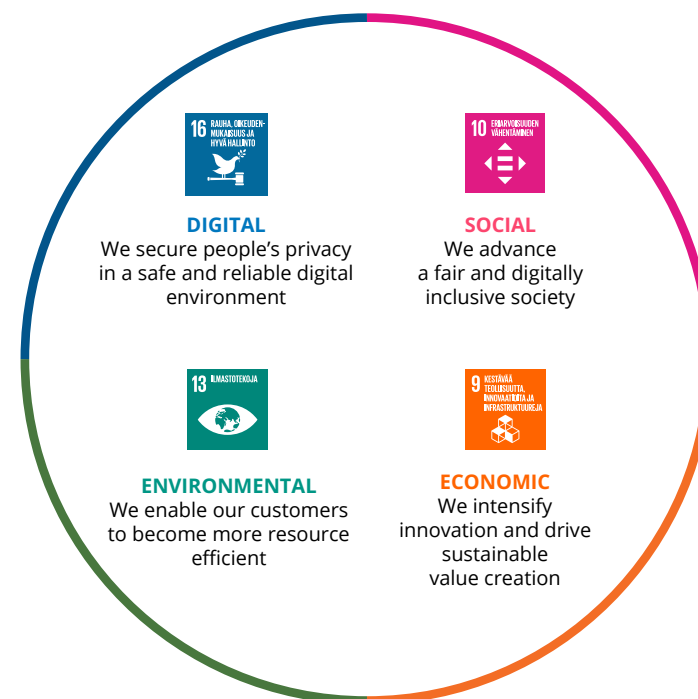 16 RAUHA, OIKEUDEN-
MUKAISUUS JA
HYVÄ HALLINTO
DIGITAL
We secure people's privacy
in a safe and reliable digital
environment
10 ERIARVOISUUDEN
VÄHENTÄMINEN
SOCIAL
We advance
a fair and digitally
inclusive society
13 ILMASTOTEKOJA
ENVIRONMENTAL
We enable our customers
to become more resource
efficient
9 KESTÄVÄÄ
TEOLLISUUTTA,
INNOVAATIOITA JA
INFRASTRUKTUUREJA
ECONOMIC
We intensify
innovation and drive
sustainable
value creation